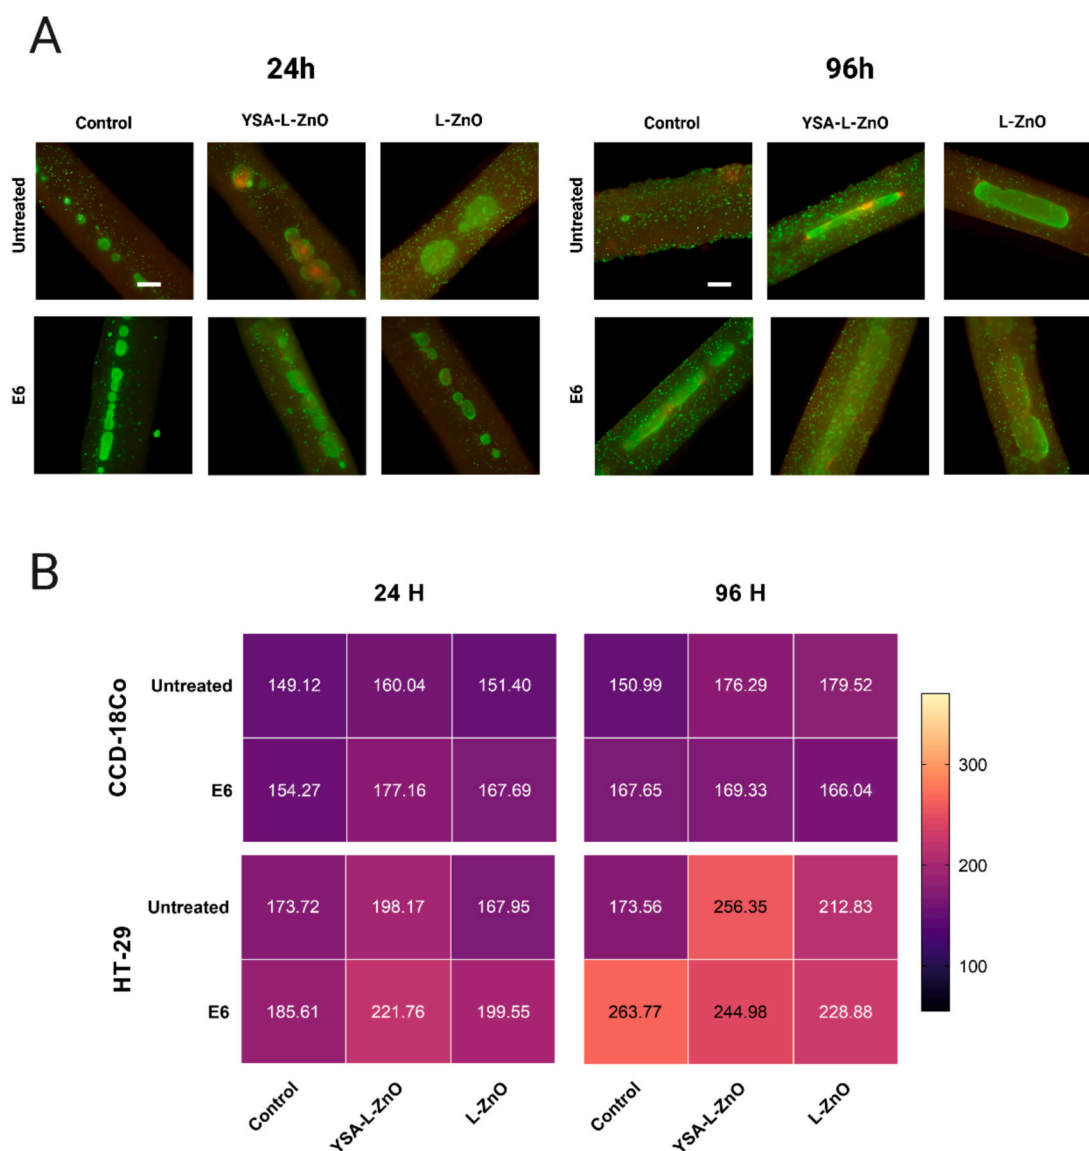 A
24h 96h
Control YSA-L-ZnO L-ZnO Control YSA-L-ZnO L-ZnO
Untreated Untreated
E6 E6
B
24 H 96 H
CCD-18Co
Untreated 149.12 160.04 151.40 150.99 176.29 179.52
E6 154.27 177.16 167.69 167.65 169.33 166.04
HT-29
Untreated 173.72 198.17 167.95 173.56 256.35 212.83
E6 185.61 221.76 199.55 263.77 244.98 228.88
300
200
100
Control YSA-L-ZnO L-ZnO Control YSA-L-ZnO L-ZnO